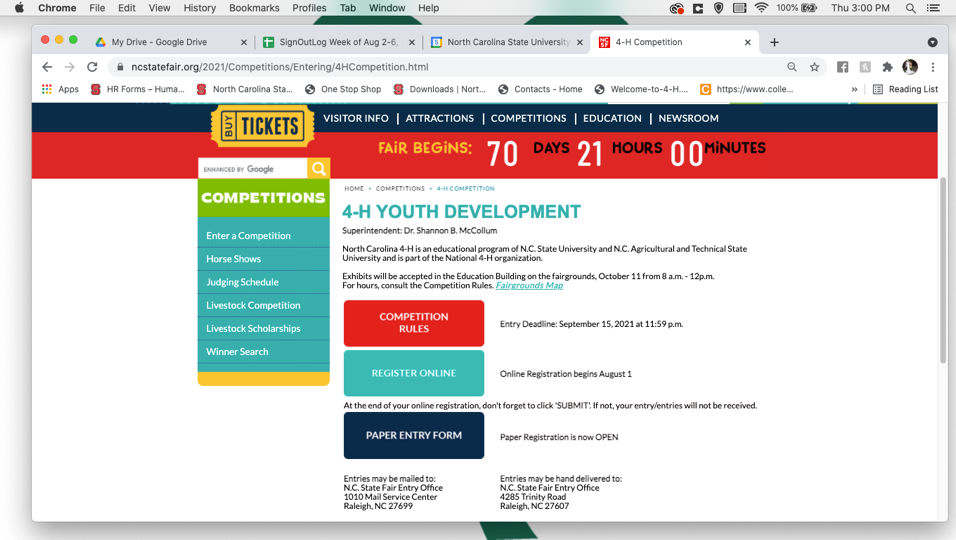 Chrome File Edit View History Bookmarks Profiles Tab Window Help 100% Thu 3:00 PM
My Drive - Google Drive SignOutLog Week of Aug 2-6, North Carolina State University 4-H Competition
ncstatefair.org/2021/Competitions/Entering/4HCompetition.html
Apps HR Forms – Huma... North Carolina St... One Stop Shop Downloads | Nort... Contacts - Home Welcome-to-4-H.... https://www.colle... » Reading List
BUY TICKETS VISITOR INFO | ATTRACTIONS | COMPETITIONS | EDUCATION | NEWSROOM
FAIR BEGINS: 70 DAYS 21 HOURS 00 MINUTES
ENHANCED BY Google
HOME » COMPETITIONS » 4-H COMPETITION
COMPETITIONS
Enter a Competition
Horse Shows
Judging Schedule
Livestock Competition
Livestock Scholarships
Winner Search
4-H YOUTH DEVELOPMENT
Superintendent: Dr. Shannon B. McCollum
North Carolina 4-H is an educational program of N.C. State University and N.C. Agricultural and Technical State
University and is part of the National 4-H organization.
Exhibits will be accepted in the Education Building on the fairgrounds, October 11 from 8 a.m. - 12p.m.
For hours, consult the Competition Rules. Fairgrounds Map
COMPETITION
RULES
Entry Deadline: September 15, 2021 at 11:59 p.m.
REGISTER ONLINE
Online Registration begins August 1
At the end of your online registration, don't forget to click 'SUBMIT'. If not, your entry/entries will not be received.
PAPER ENTRY FORM
Paper Registration is now OPEN
Entries may be mailed to:
N.C. State Fair Entry Office
1010 Mail Service Center
Raleigh, NC 27699
Entries may be hand delivered to:
N.C. State Fair Entry Office
4285 Trinity Road
Raleigh, NC 27607